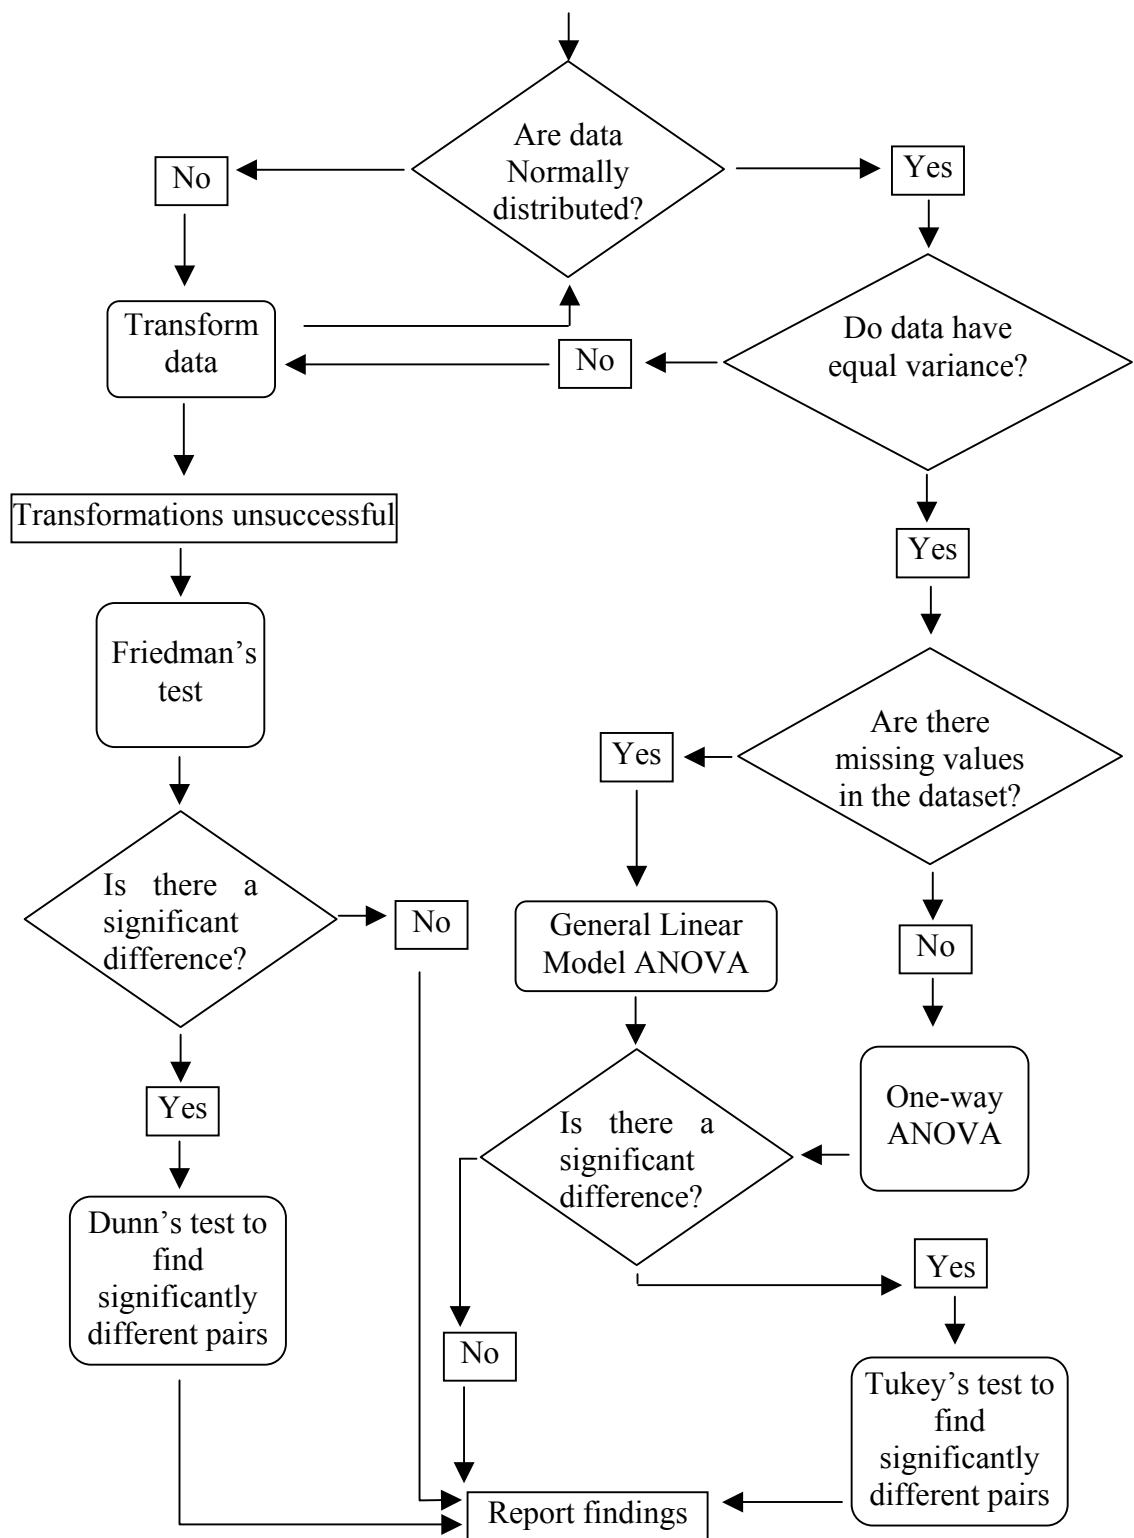 Are data
Normally
distributed?
No
Yes
Transform
data
No
Do data have
equal variance?
Transformations unsuccessful
Yes
Friedman's
test
Are there
missing values
in the dataset?
Yes
Is there a
significant
difference?
No
General Linear
Model ANOVA
No
Yes
Is there a
significant
difference?
One-way
ANOVA
Dunn's test to
find
significantly
different pairs
Yes
No
Tukey's test to
find
significantly
different pairs
Report findings